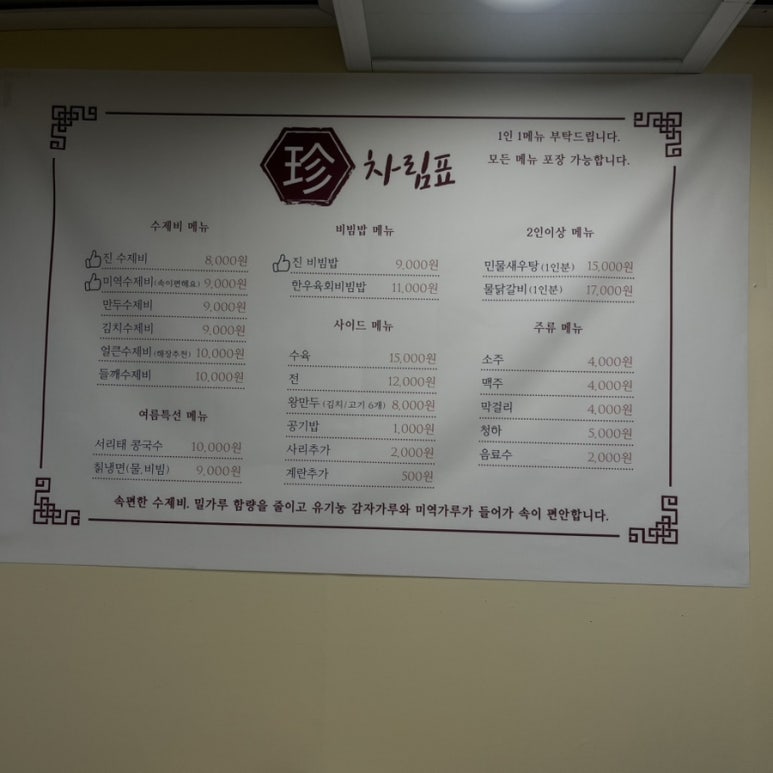 珍 차림표
1인 1메뉴 부탁드립니다.
모든 메뉴 포장 가능합니다.
수제비 메뉴
진 수제비 8,000원
미역수제비(속이편해요) 9,000원
만두수제비 9,000원
김치수제비 9,000원
얼큰수제비(해장추천) 10,000원
들깨수제비 10,000원
여름특선 메뉴
서리태 콩국수 10,000원
칡냉면(물,비빔) 9,000원
비빔밥 메뉴
진 비빔밥 9,000원
한우육회비빔밥 11,000원
사이드 메뉴
수육 15,000원
전 12,000원
왕만두(김치/고기 6개) 8,000원
공기밥 1,000원
사리추가 2,000원
계란추가 500원
2인이상 메뉴
민물새우탕(1인분) 15,000원
물닭갈비(1인분) 17,000원
주류 메뉴
소주 4,000원
맥주 4,000원
막걸리 4,000원
청하 5,000원
음료수 2,000원
속편한 수제비. 밀가루 함량을 줄이고 유기농 감자가루와 미역가루가 들어가 속이 편안합니다.